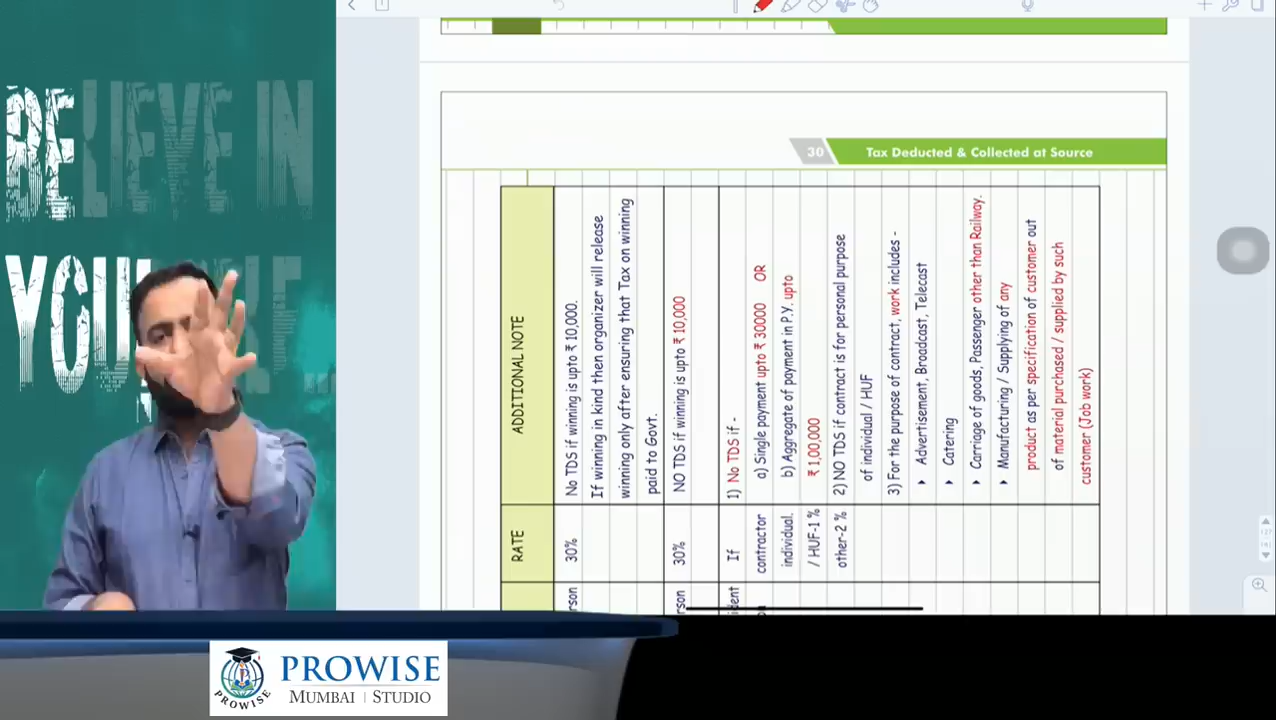 BELIEVE IN
YOURSELF...
30
Tax Deducted & Collected at Source
ADDITIONAL NOTE
No TDS if winning is upto ₹ 10,000.
If winning in kind then organizer will release
winning only after ensuring that Tax on winning
paid to Govt.
NO TDS if winning is upto ₹ 10,000
1) No TDS if -
a) Single payment upto ₹ 30000 OR
b) Aggregate of payment in P.Y. upto
₹ 1,00,000
2) NO TDS if contract is for personal purpose
of individual / HUF
3) For the purpose of contract, work includes -
▸ Advertisement, Broadcast, Telecast
▸ Catering
▸ Carriage of goods, Passenger other than Railway.
▸ Manufacturing / Supplying of any
product as per specification of customer out
of material purchased / supplied by such
customer (Job work)
RATE
30%
30%
If
contractor
individual.
/ HUF-1 %
other-2 %
rson
rson
PROWISE
PROWISE
MUMBAI | STUDIO